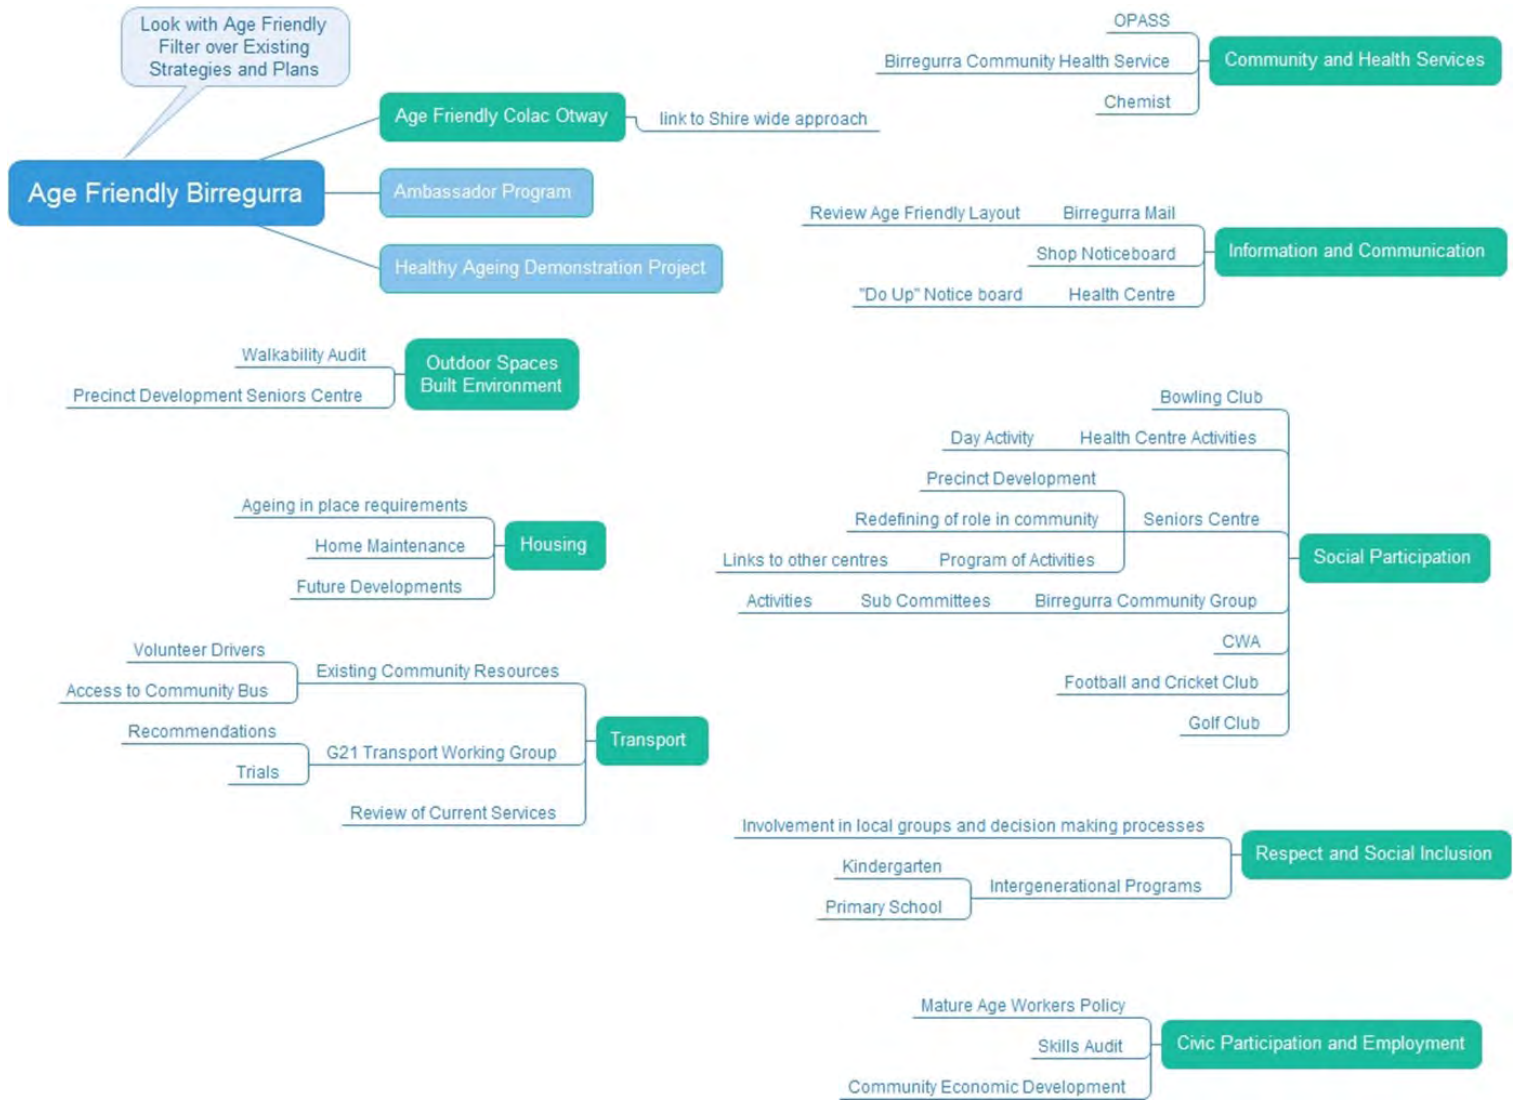 Look with Age Friendly
Filter over Existing
Strategies and Plans
Age Friendly Birregurra
Age Friendly Colac Otway
link to Shire wide approach
Ambassador Program
Healthy Ageing Demonstration Project
Walkability Audit
Precinct Development Seniors Centre
Outdoor Spaces
Built Environment
Ageing in place requirements
Home Maintenance
Future Developments
Housing
Volunteer Drivers
Access to Community Bus
Existing Community Resources
Recommendations
Trials
G21 Transport Working Group
Review of Current Services
Transport
OPASS
Birregurra Community Health Service
Chemist
Community and Health Services
Review Age Friendly Layout
Birregurra Mail
Shop Noticeboard
"Do Up" Notice board
Health Centre
Information and Communication
Bowling Club
Day Activity
Health Centre Activities
Precinct Development
Redefining of role in community
Seniors Centre
Links to other centres
Program of Activities
Activities
Sub Committees
Birregurra Community Group
CWA
Football and Cricket Club
Golf Club
Social Participation
Involvement in local groups and decision making processes
Kindergarten
Primary School
Intergenerational Programs
Respect and Social Inclusion
Mature Age Workers Policy
Skills Audit
Community Economic Development
Civic Participation and Employment